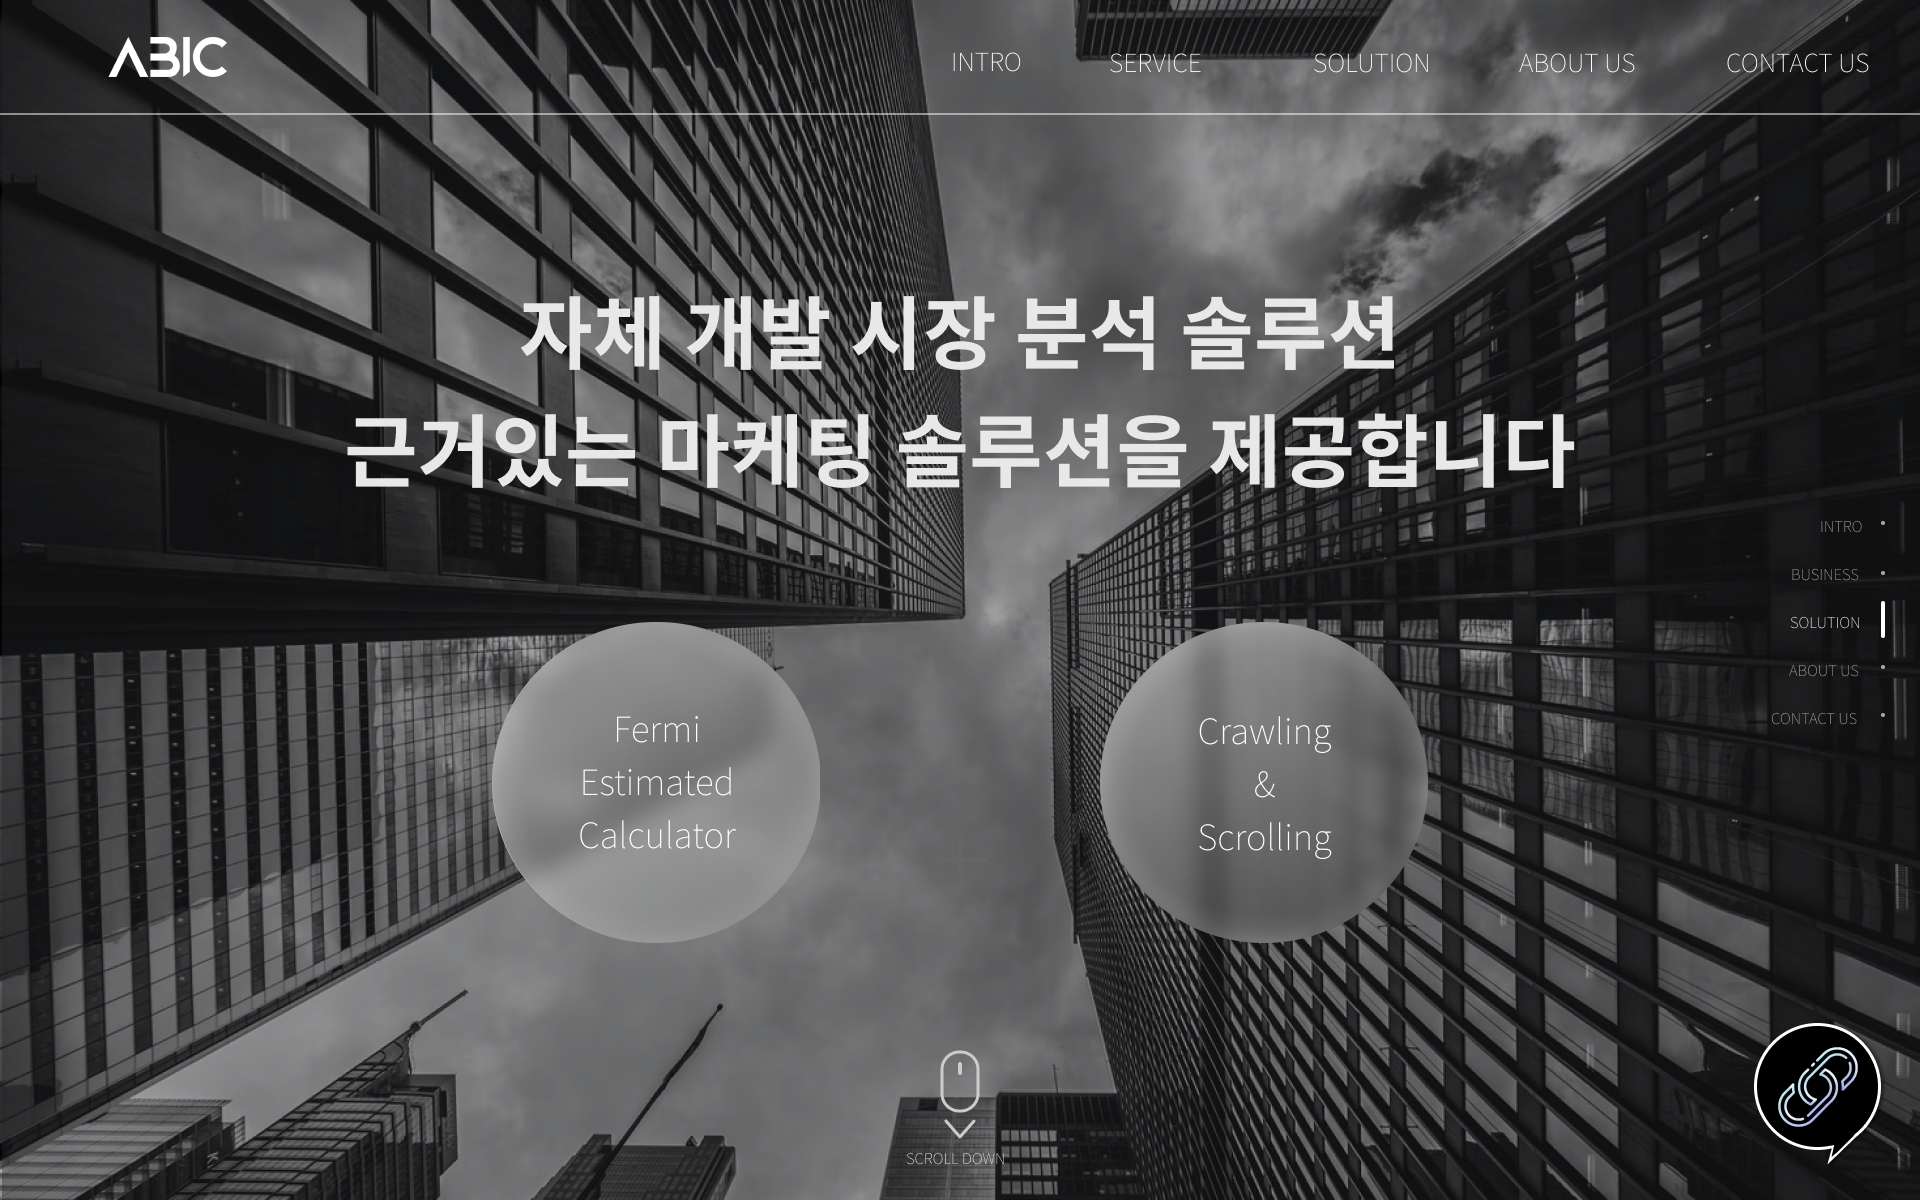 ABIC
INTRO
SERVICE
SOLUTION
ABOUT US
CONTACT US
자체 개발 시장 분석 솔루션
근거있는 마케팅 솔루션을 제공합니다
INTRO
BUSINESS
SOLUTION
ABOUT US
CONTACT US
Fermi
Estimated
Calculator
Crawling
&
Scrolling
SCROLL DOWN